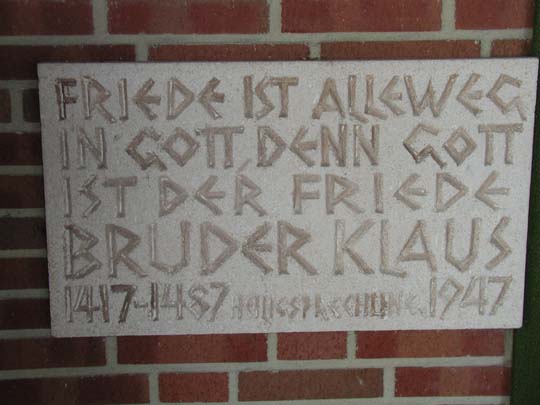 FRIEDE IST ALLEWEG
IN GOTT, DENN GOTT
IST DER FRIEDE
BRUDER KLAUS
1417-1487 HEILIGSPRECHUNG. 1947